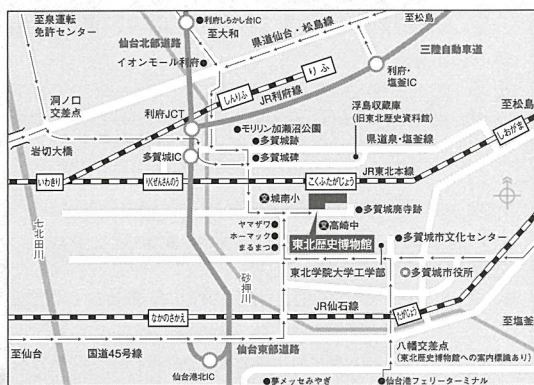 至泉運転
免許センター
利府しらかし台IC
至大和
仙台北部道路
イオンモール利府
県道仙台・松島線
至松島
三陸自動車道
しんりふ
りふ
JR利府線
利府・
塩釜IC
洞ノ口
交差点
利府JCT
岩切大橋
モリリン加瀬沼公園
多賀城跡
多賀城IC
多賀城碑
浮島収蔵庫
(旧東北歴史資料館)
県道泉・塩釜線
至松島
しおがま
JR東北本線
いわきり
りくぜんさんのう
こくふたがじょう
文城南小
多賀城廃寺跡
ヤマザワ
ホーマック
まるまつ
文高崎中
東北歴史博物館
多賀城市文化センター
七北田川
砂押川
東北学院大学工学部
多賀城市役所
JR仙石線
なかのさかえ
たがじょう
至塩釜
至仙台
国道45号線
仙台東部道路
八幡交差点
(東北歴史博物館への案内標識あり)
仙台港北IC
夢メッセみやぎ
仙台港フェリーターミナル